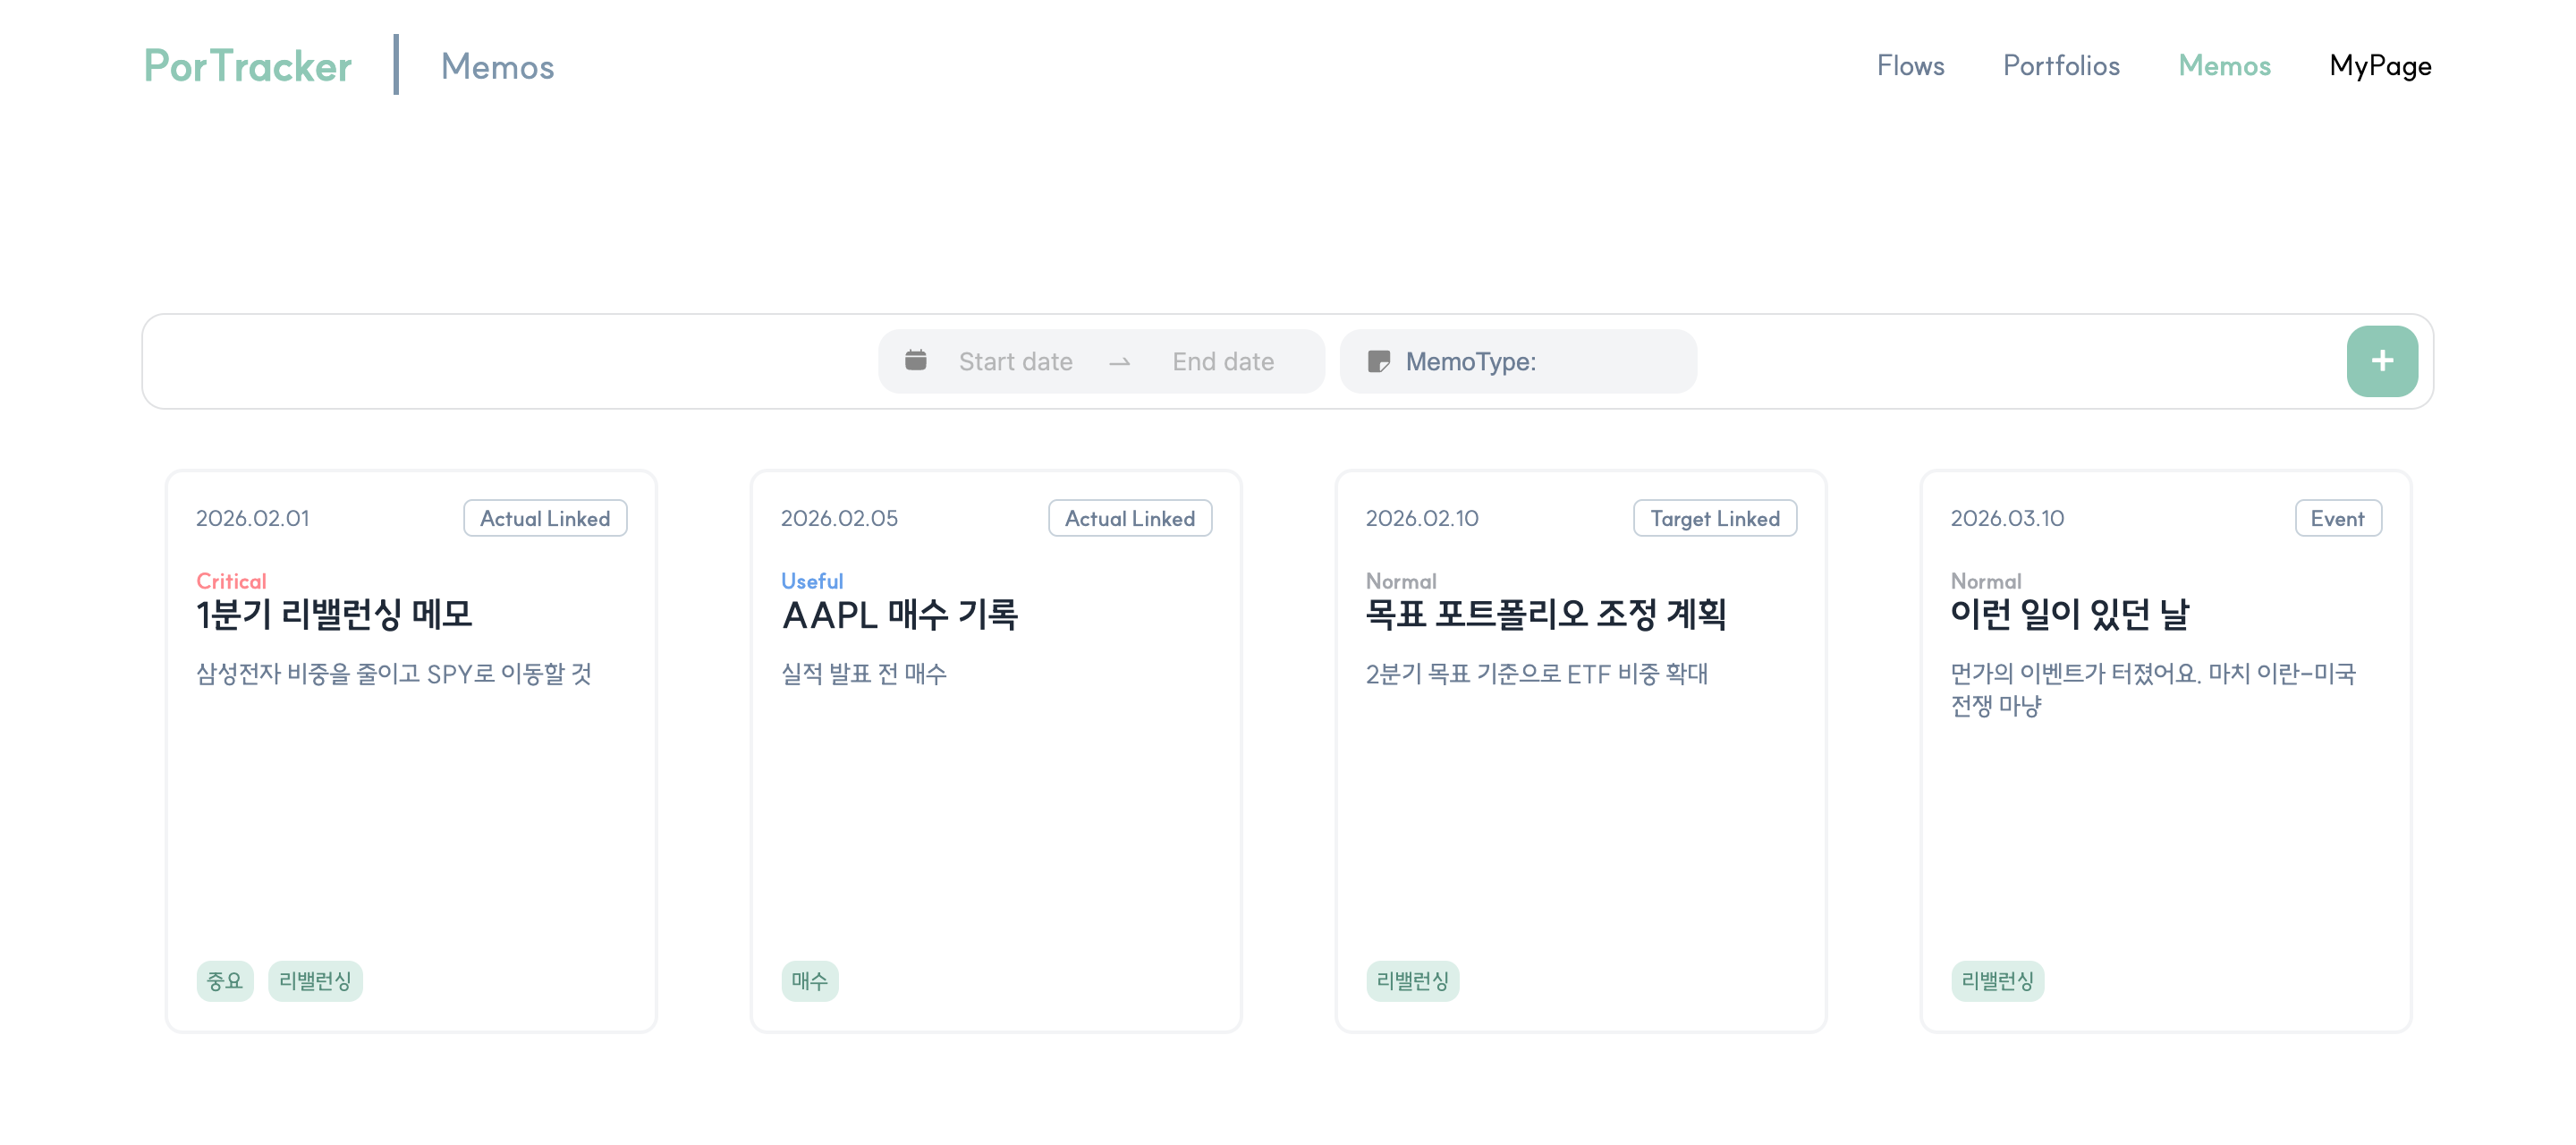 PorTracker
Memos
Flows
Portfolios
Memos
MyPage
Start date → End date
MemoType:
+
2026.02.01
Actual Linked
Critical
1분기 리밸런싱 메모
삼성전자 비중을 줄이고 SPY로 이동할 것
중요
리밸런싱
2026.02.05
Actual Linked
Useful
AAPL 매수 기록
실적 발표 전 매수
매수
2026.02.10
Target Linked
Normal
목표 포트폴리오 조정 계획
2분기 목표 기준으로 ETF 비중 확대
리밸런싱
2026.03.10
Event
Normal
이런 일이 있던 날
먼가의 이벤트가 터졌어요. 마치 이란-미국
전쟁 마냥
리밸런싱